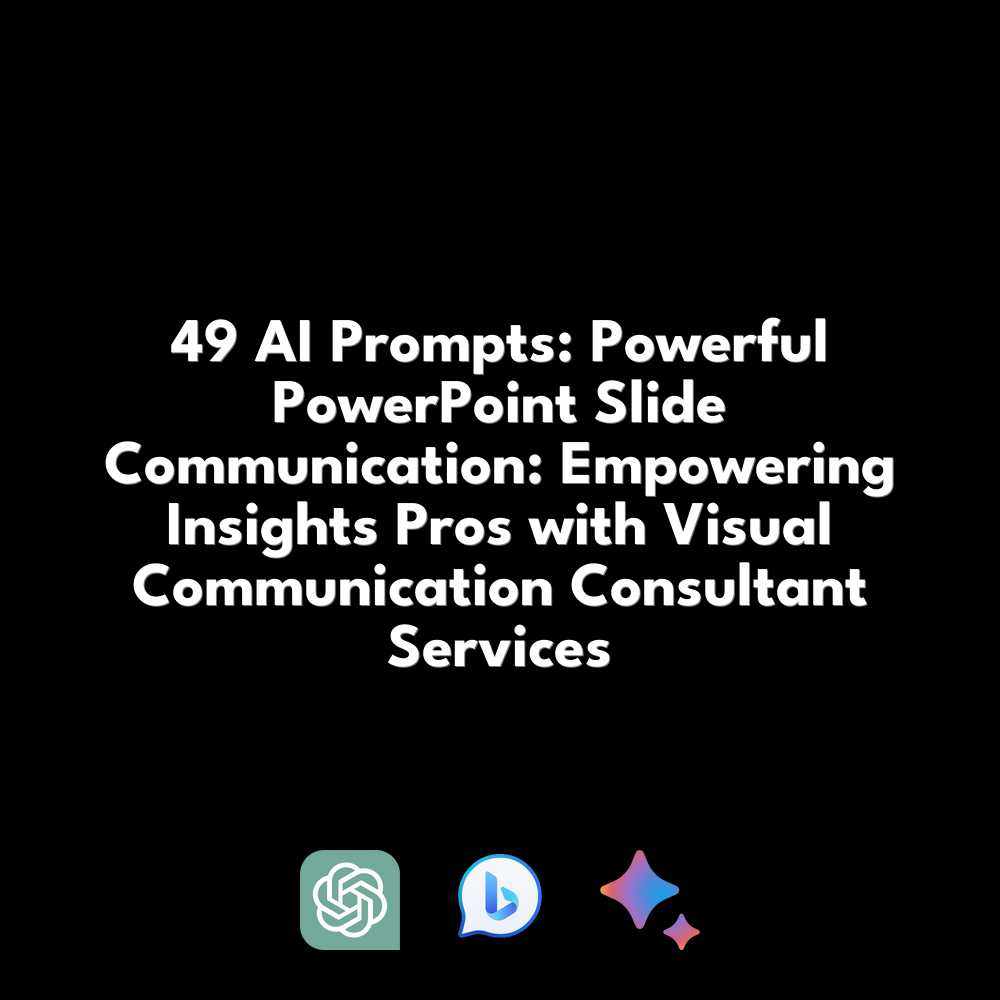 49 AI Prompts: Powerful
PowerPoint Slide
Communication: Empowering
Insights Pros with Visual
Communication Consultant
Services